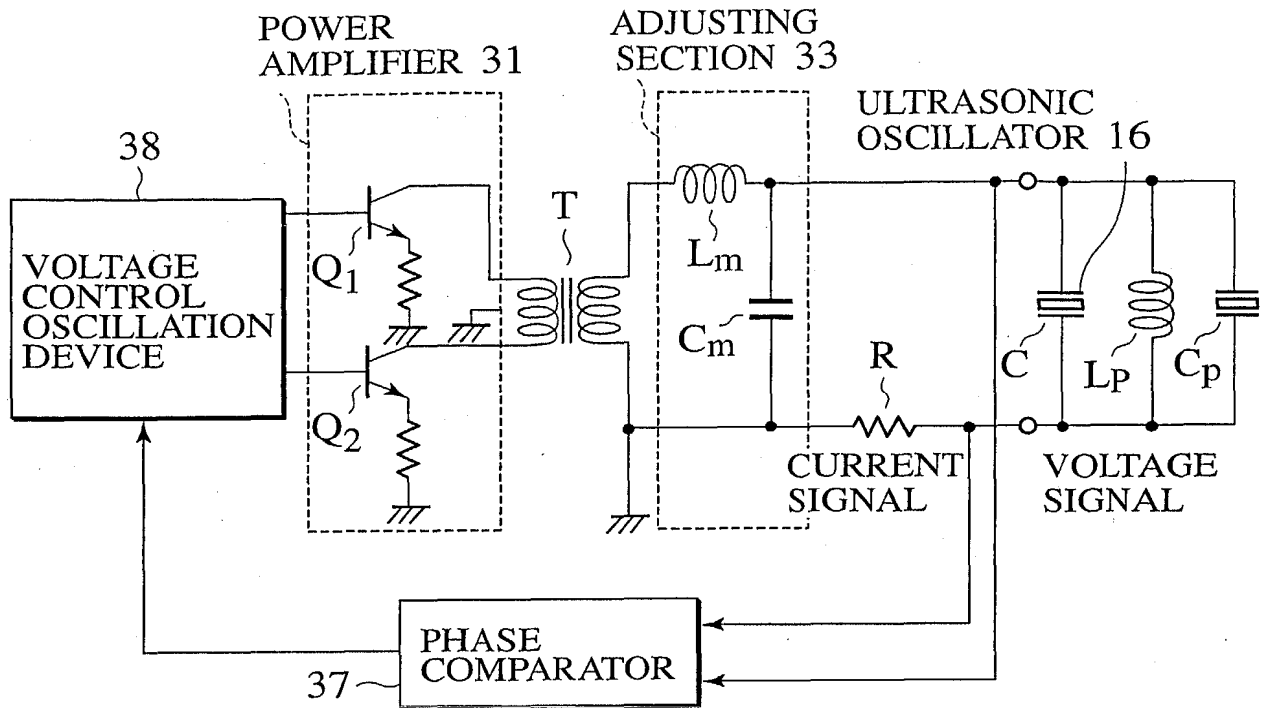 POWER
AMPLIFIER 31
ADJUSTING
SECTION 33
ULTRASONIC
OSCILLATOR 16
38
VOLTAGE
CONTROL
OSCILLATION
DEVICE
Q1
Q2
T
Lm
Cm
R
C
LP
Cp
CURRENT
SIGNAL
VOLTAGE
SIGNAL
PHASE
COMPARATOR
37